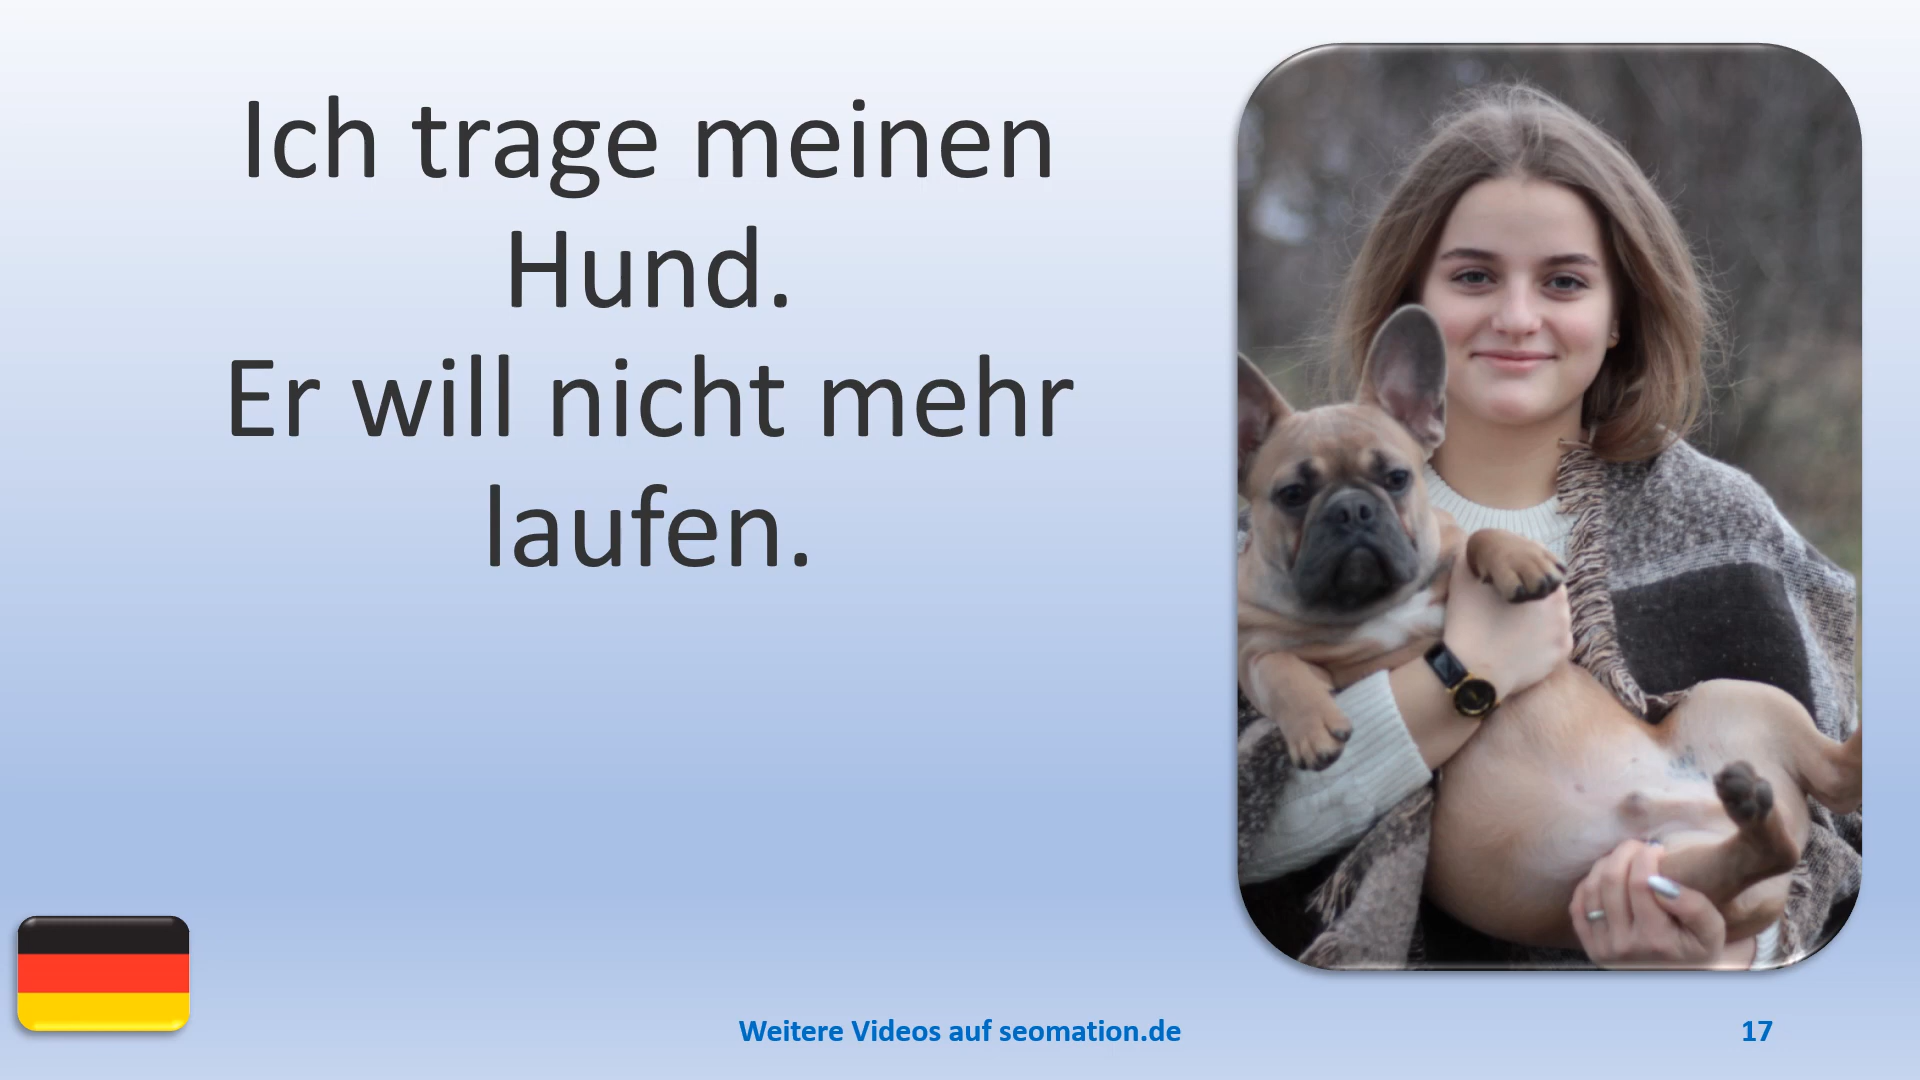 Ich trage meinen
Hund.
Er will nicht mehr
laufen.
Weitere Videos auf seomation.de
17